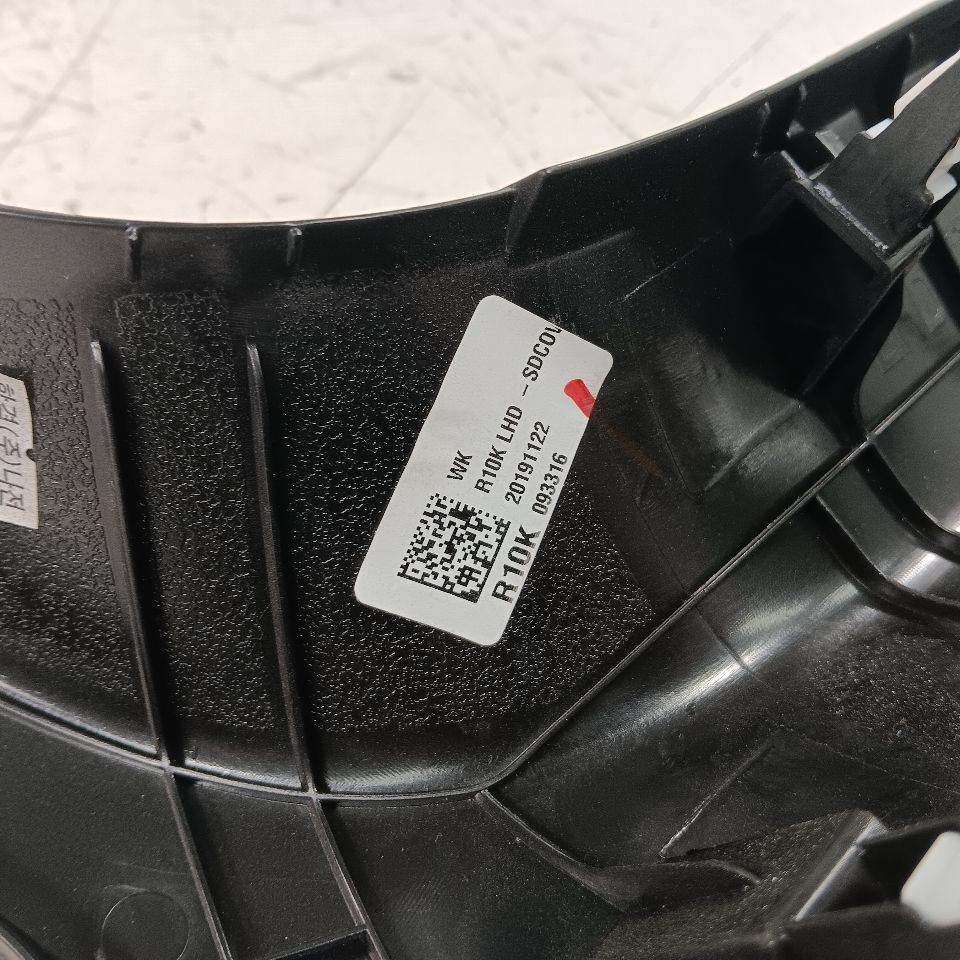 WK
R10K LHD - SDCOV
20191122
R10K 093316